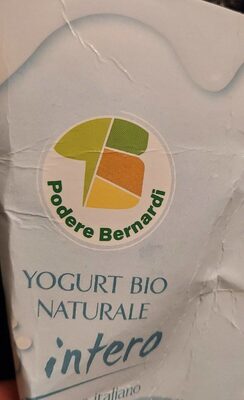 Podere Bernardi
YOGURT BIO
NATURALE
intero
italiano